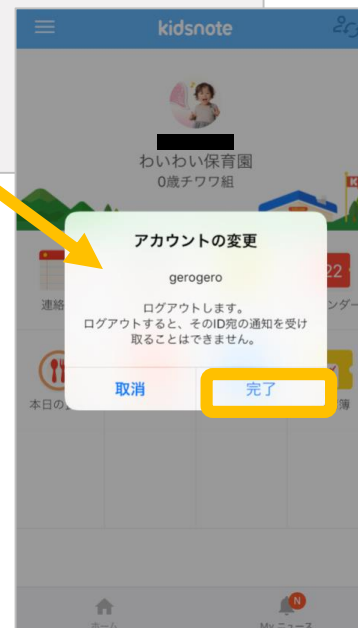 kidsnote
わいわい保育園
0歳チワワ組
アカウントの変更
gerogero
ログアウトします。
ログアウトすると、そのID宛の通知を受け
取ることはできません。
取消
完了
連絡
22
ンダー
本日の
簿
ホーム
N
Myニュース